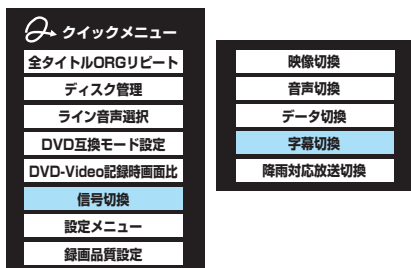 クイックメニュー
全タイトルORGリピート
ディスク管理
ライン音声選択
DVD互換モード設定
DVD-Video記録時画面比
信号切換
設定メニュー
録画品質設定
映像切換
音声切換
データ切換
字幕切換
降雨対応放送切換